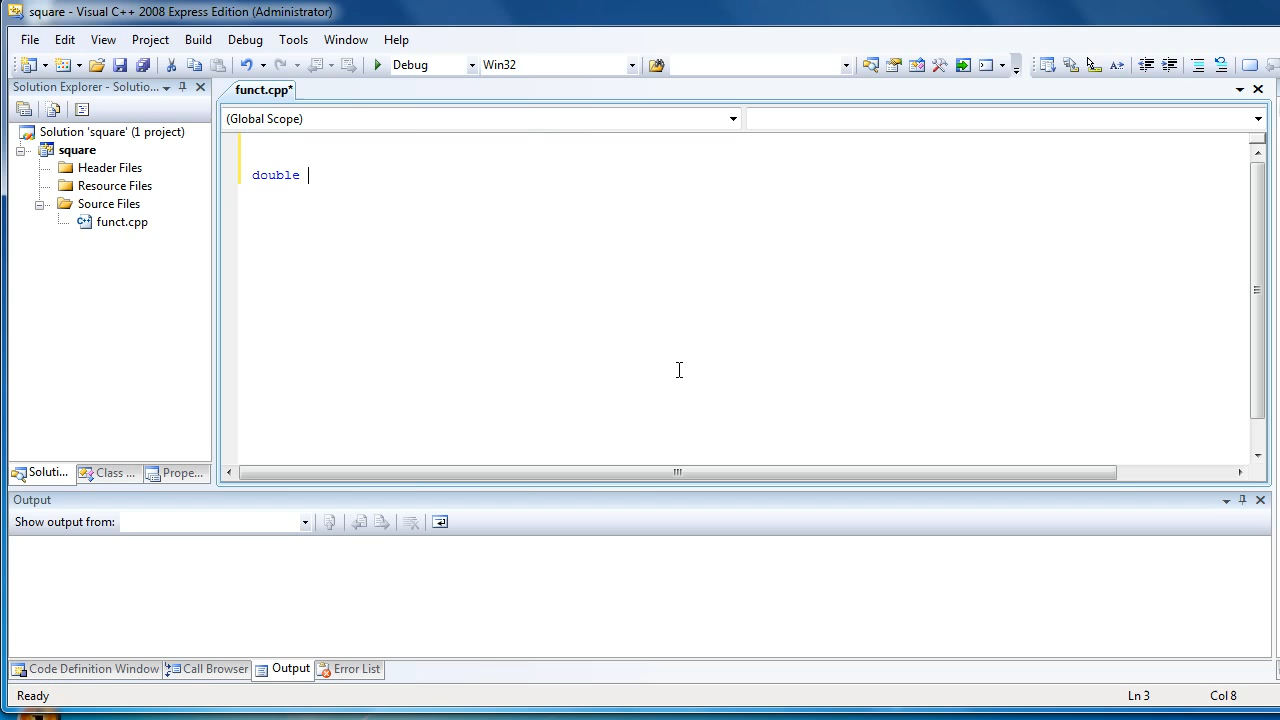 square - Visual C++ 2008 Express Edition (Administrator)
File Edit View Project Build Debug Tools Window Help
Debug Win32
Solution Explorer - Solutio...
funct.cpp*
(Global Scope)
Solution 'square' (1 project)
square
Header Files
Resource Files
Source Files
funct.cpp
double
Soluti... Class ... Prope...
Output
Show output from:
Code Definition Window Call Browser Output Error List
Ready Ln 3 Col 8